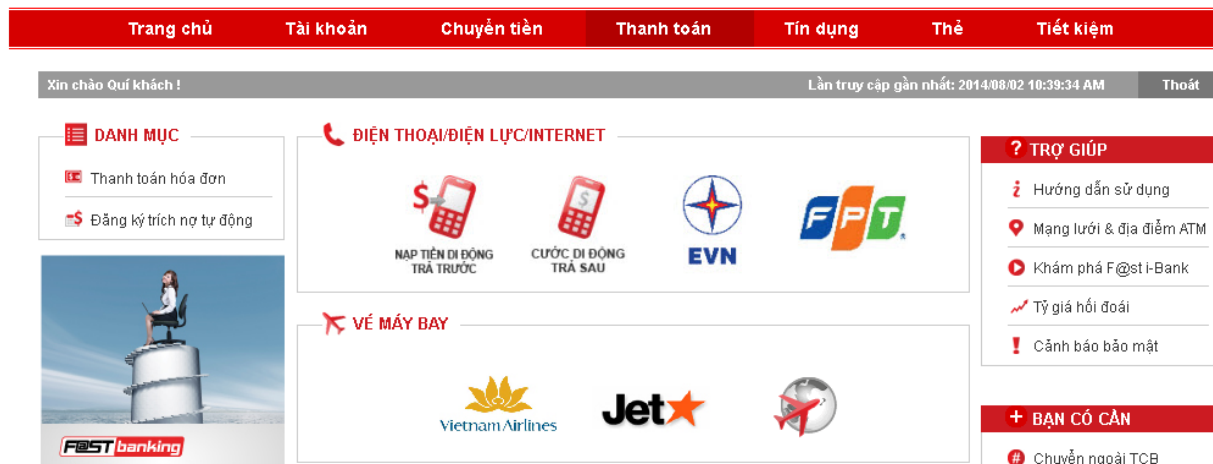 Trang chủ Tài khoản Chuyển tiền Thanh toán Tín dụng Thẻ Tiết kiệm
Xin chào Quí khách ! Lần truy cập gần nhất: 2014/08/02 10:39:34 AM Thoát
DANH MỤC
Thanh toán hóa đơn
Đăng ký trích nợ tự động
F@ST banking
ĐIỆN THOẠI/ĐIỆN LỰC/INTERNET
NẠP TIỀN DI ĐỘNG
TRẢ TRƯỚC
CƯỚC DI ĐỘNG
TRẢ SAU
EVN
FPT
VÉ MÁY BAY
Vietnam Airlines
Jet
TRỢ GIÚP
Hướng dẫn sử dụng
Mạng lưới & địa điểm ATM
Khám phá F@st i-Bank
Tỷ giá hối đoái
Cảnh báo bảo mật
BẠN CÓ CẦN
Chuyển ngoài TCB